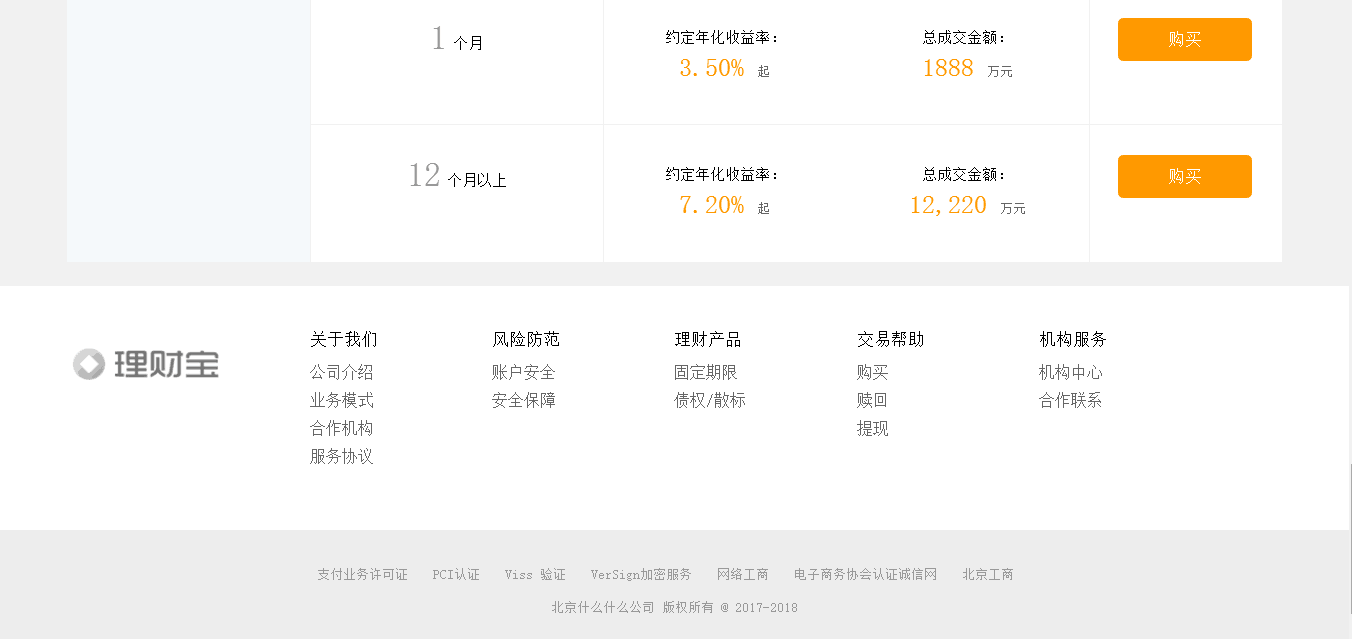 1 个月
约定年化收益率： 总成交金额： 购买
3.50% 起 1888 万元
12 个月以上
约定年化收益率： 总成交金额： 购买
7.20% 起 12,220 万元
理财宝
关于我们 风险防范 理财产品 交易帮助 机构服务
公司介绍 账户安全 固定期限 购买 机构中心
业务模式 安全保障 债权/散标 赎回 合作联系
合作机构 提现
服务协议
支付业务许可证 PCI认证 Viss 验证 VerSign加密服务 网络工商 电子商务协会认证诚信网 北京工商
北京什么什么公司 版权所有 @ 2017-2018